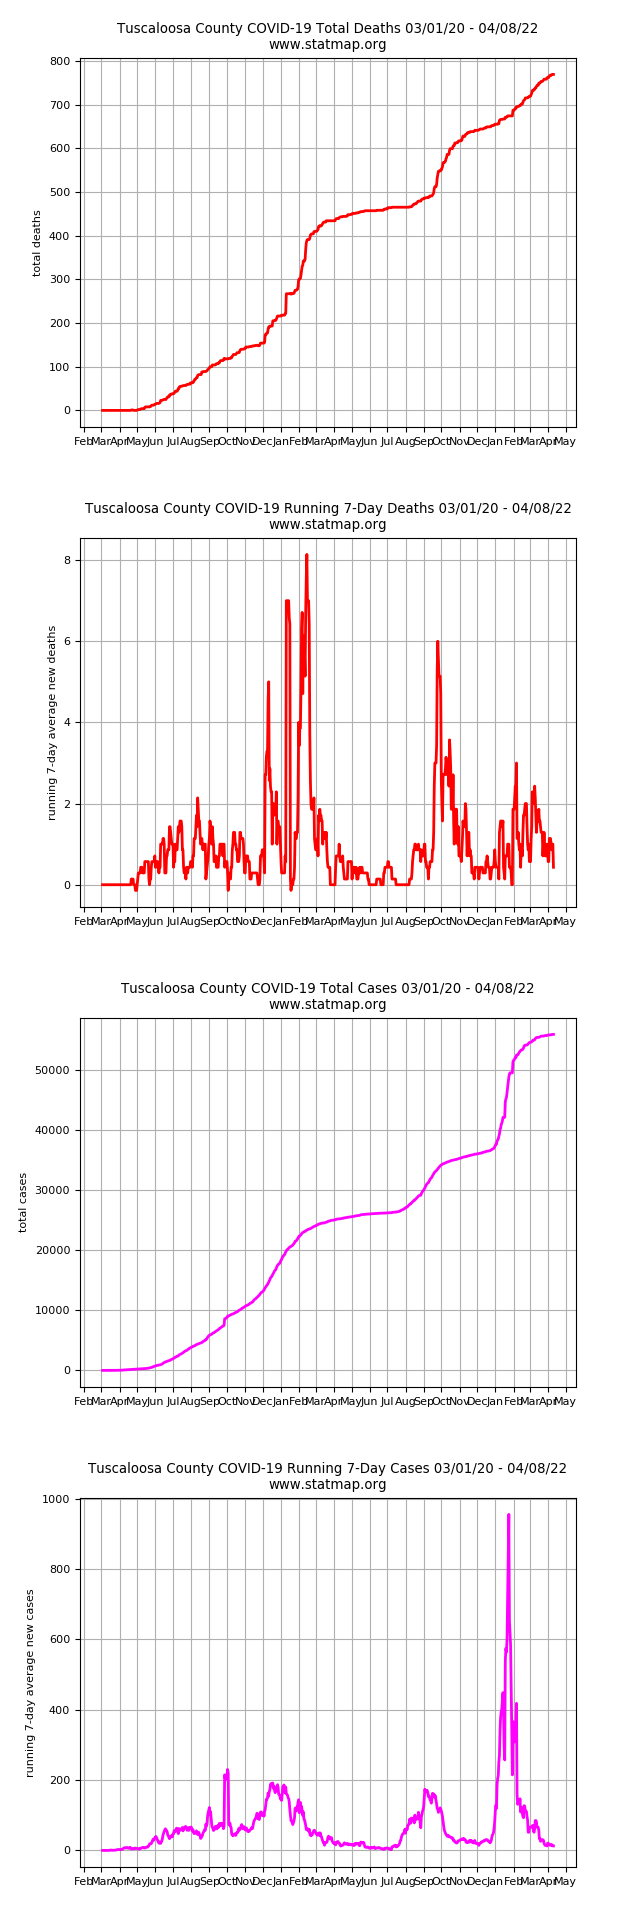 Tuscaloosa County COVID-19 Total Deaths 03/01/20 - 04/08/22
www.statmap.org
800
700
600
500
400
300
200
100
0
total deaths
Feb Mar Apr May Jun Jul Aug Sep Oct Nov Dec Jan Feb Mar Apr May Jun Jul Aug Sep Oct Nov Dec Jan Feb Mar Apr May
Tuscaloosa County COVID-19 Running 7-Day Deaths 03/01/20 - 04/08/22
www.statmap.org
8
6
4
2
0
running 7-day average new deaths
Feb Mar Apr May Jun Jul Aug Sep Oct Nov Dec Jan Feb Mar Apr May Jun Jul Aug Sep Oct Nov Dec Jan Feb Mar Apr May
Tuscaloosa County COVID-19 Total Cases 03/01/20 - 04/08/22
www.statmap.org
50000
40000
30000
20000
10000
0
total cases
Feb Mar Apr May Jun Jul Aug Sep Oct Nov Dec Jan Feb Mar Apr May Jun Jul Aug Sep Oct Nov Dec Jan Feb Mar Apr May
Tuscaloosa County COVID-19 Running 7-Day Cases 03/01/20 - 04/08/22
www.statmap.org
1000
800
600
400
200
0
running 7-day average new cases
Feb Mar Apr May Jun Jul Aug Sep Oct Nov Dec Jan Feb Mar Apr May Jun Jul Aug Sep Oct Nov Dec Jan Feb Mar Apr May